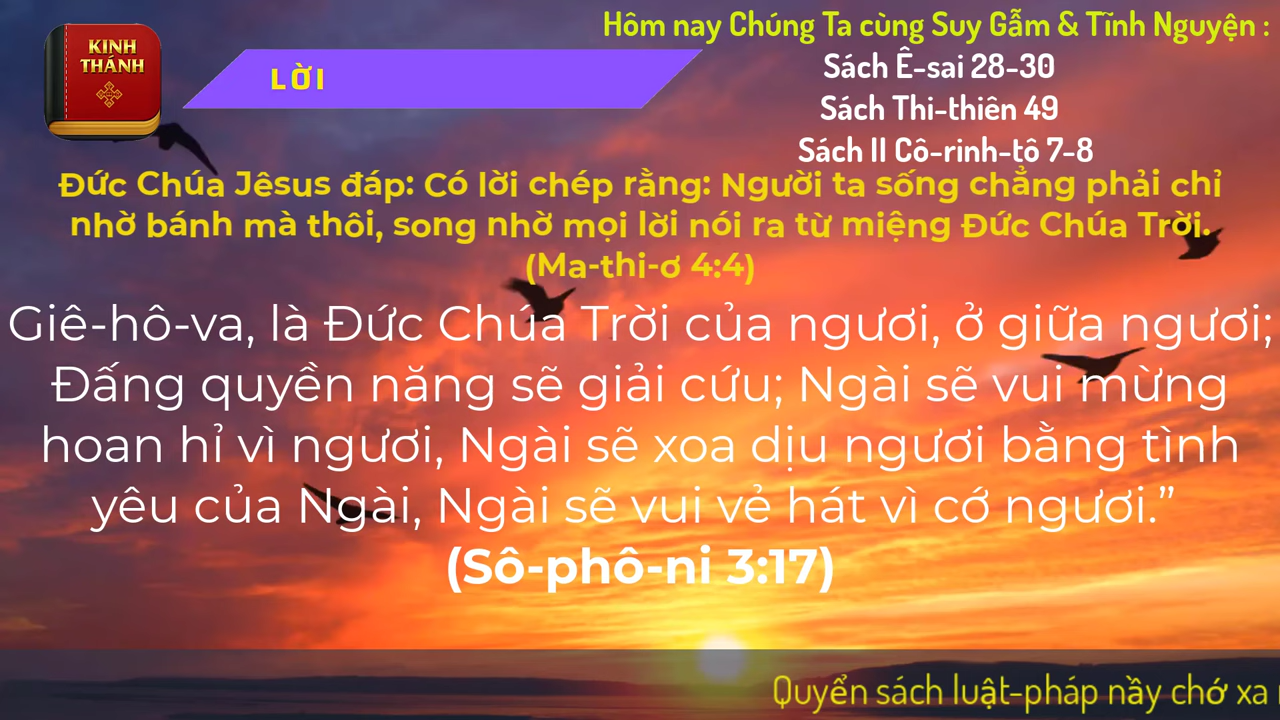 Hôm nay Chúng Ta cùng Suy Gẫm & Tĩnh Nguyện :
KINH
THÁNH
LỜI
Sách Ê-sai 28-30
Sách Thi-thiên 49
Sách II Cô-rinh-tô 7-8
Đức Chúa Jêsus đáp: Có lời chép rằng: Người ta sống chẳng phải chỉ
nhờ bánh mà thôi, song nhờ mọi lời nói ra từ miệng Đức Chúa Trời.
(Ma-thi-ơ 4:4)
Giê-hô-va, là Đức Chúa Trời của ngươi, ở giữa ngươi;
Đấng quyền năng sẽ giải cứu; Ngài sẽ vui mừng
hoan hỉ vì ngươi, Ngài sẽ xoa dịu ngươi bằng tình
yêu của Ngài, Ngài sẽ vui vẻ hát vì cớ ngươi.”
(Sô-phô-ni 3:17)
Quyển sách luật-pháp nầy chớ xa